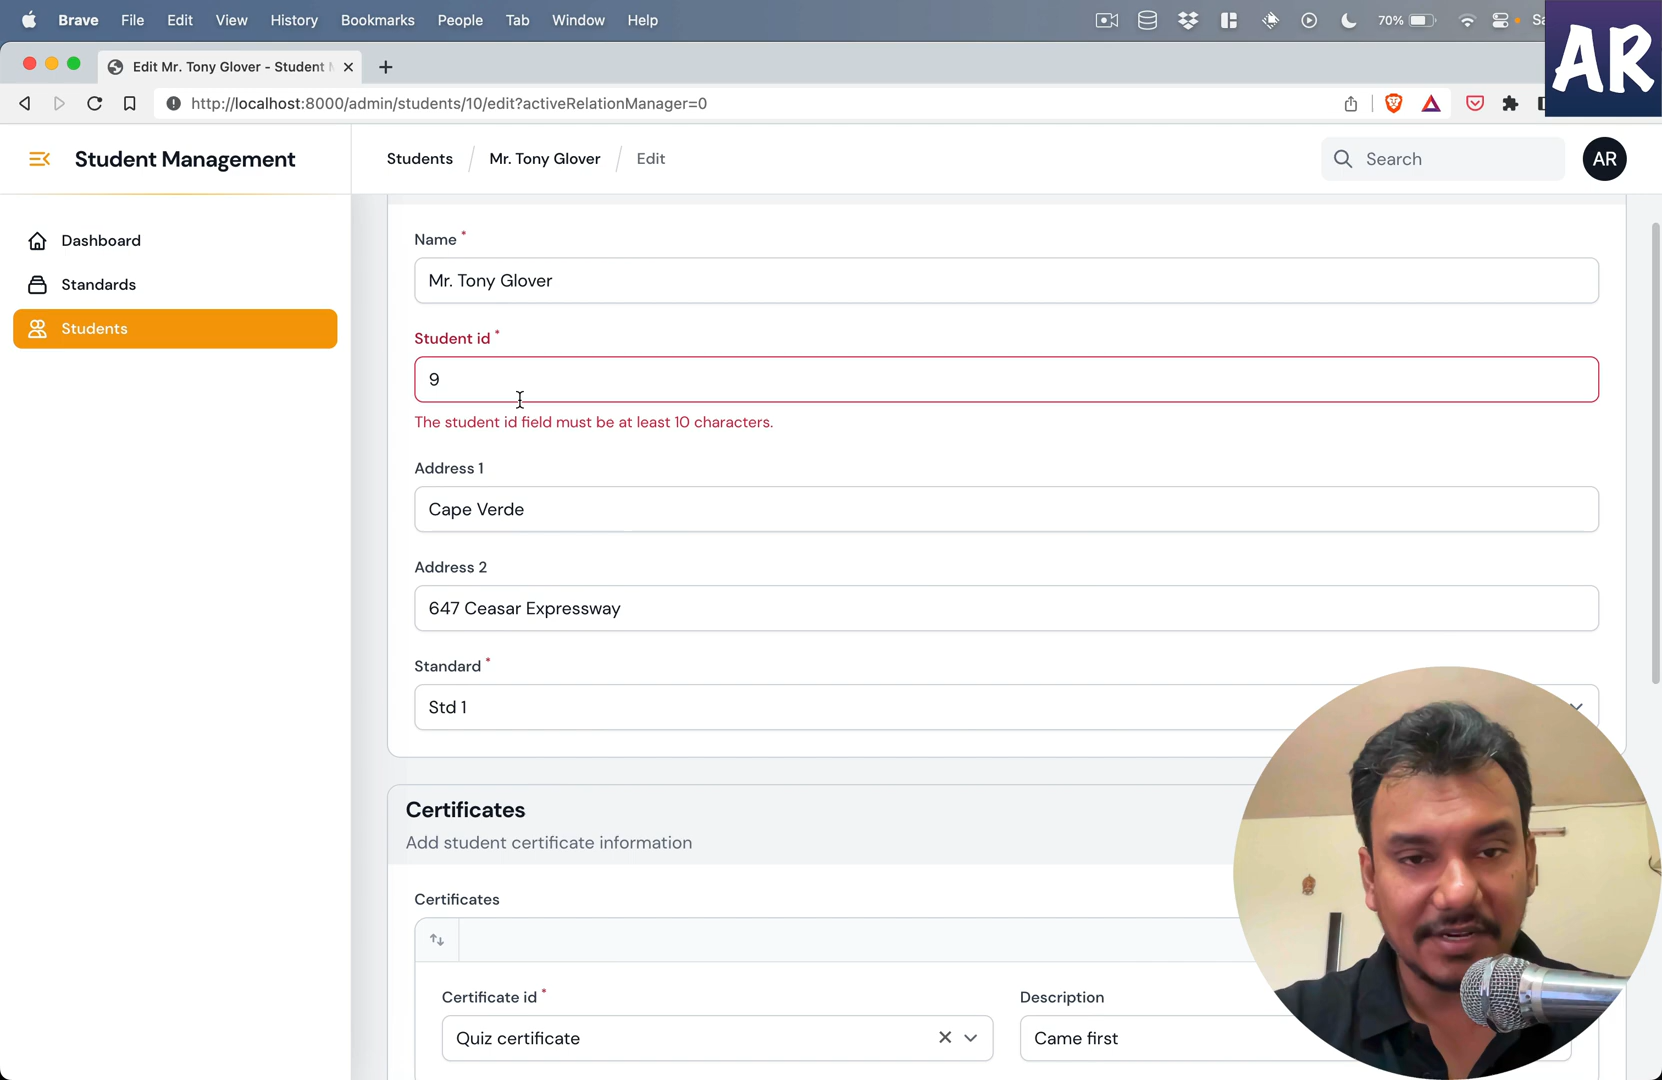 Brave File Edit View History Bookmarks People Tab Window Help 70%
AR
Edit Mr. Tony Glover - Student
http://localhost:8000/admin/students/10/edit?activeRelationManager=0
Student Management
Students Mr. Tony Glover Edit
Search
AR
Dashboard
Standards
Students
Name *
Mr. Tony Glover
Student id *
9
The student id field must be at least 10 characters.
Address 1
Cape Verde
Address 2
647 Ceasar Expressway
Standard *
Std 1
Certificates
Add student certificate information
Certificates
Certificate id *
Description
Quiz certificate
Came first